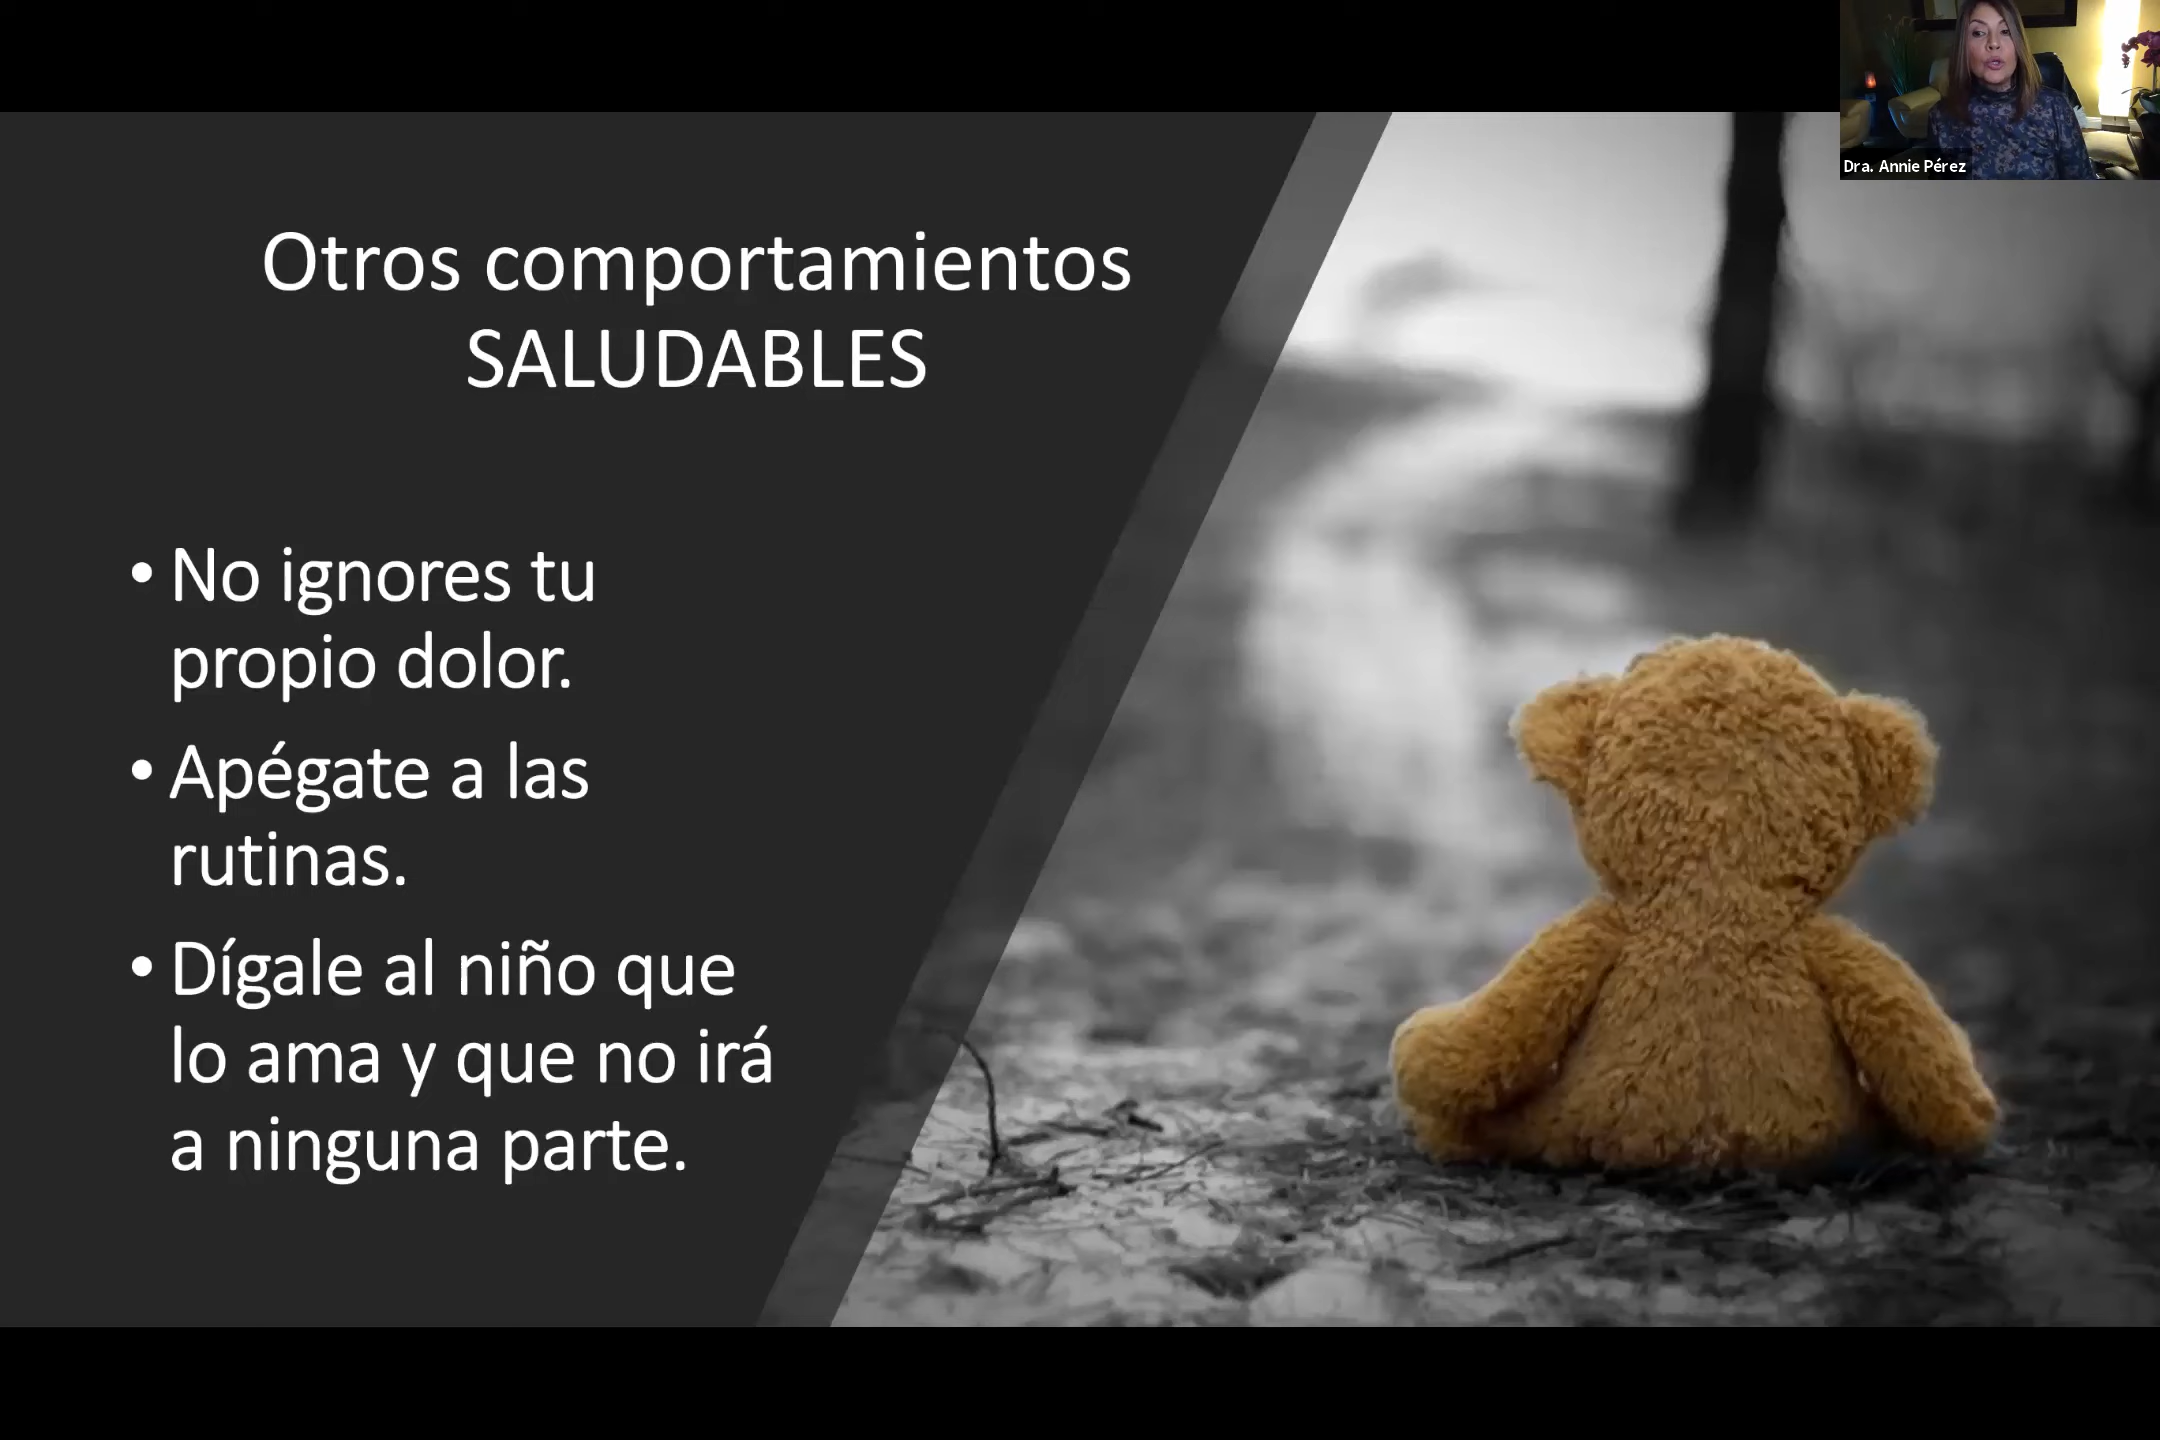 Dra. Annie Pérez
Otros comportamientos
SALUDABLES
• No ignores tu
propio dolor.
• Apégate a las
rutinas.
• Dígale al niño que
lo ama y que no irá
a ninguna parte.